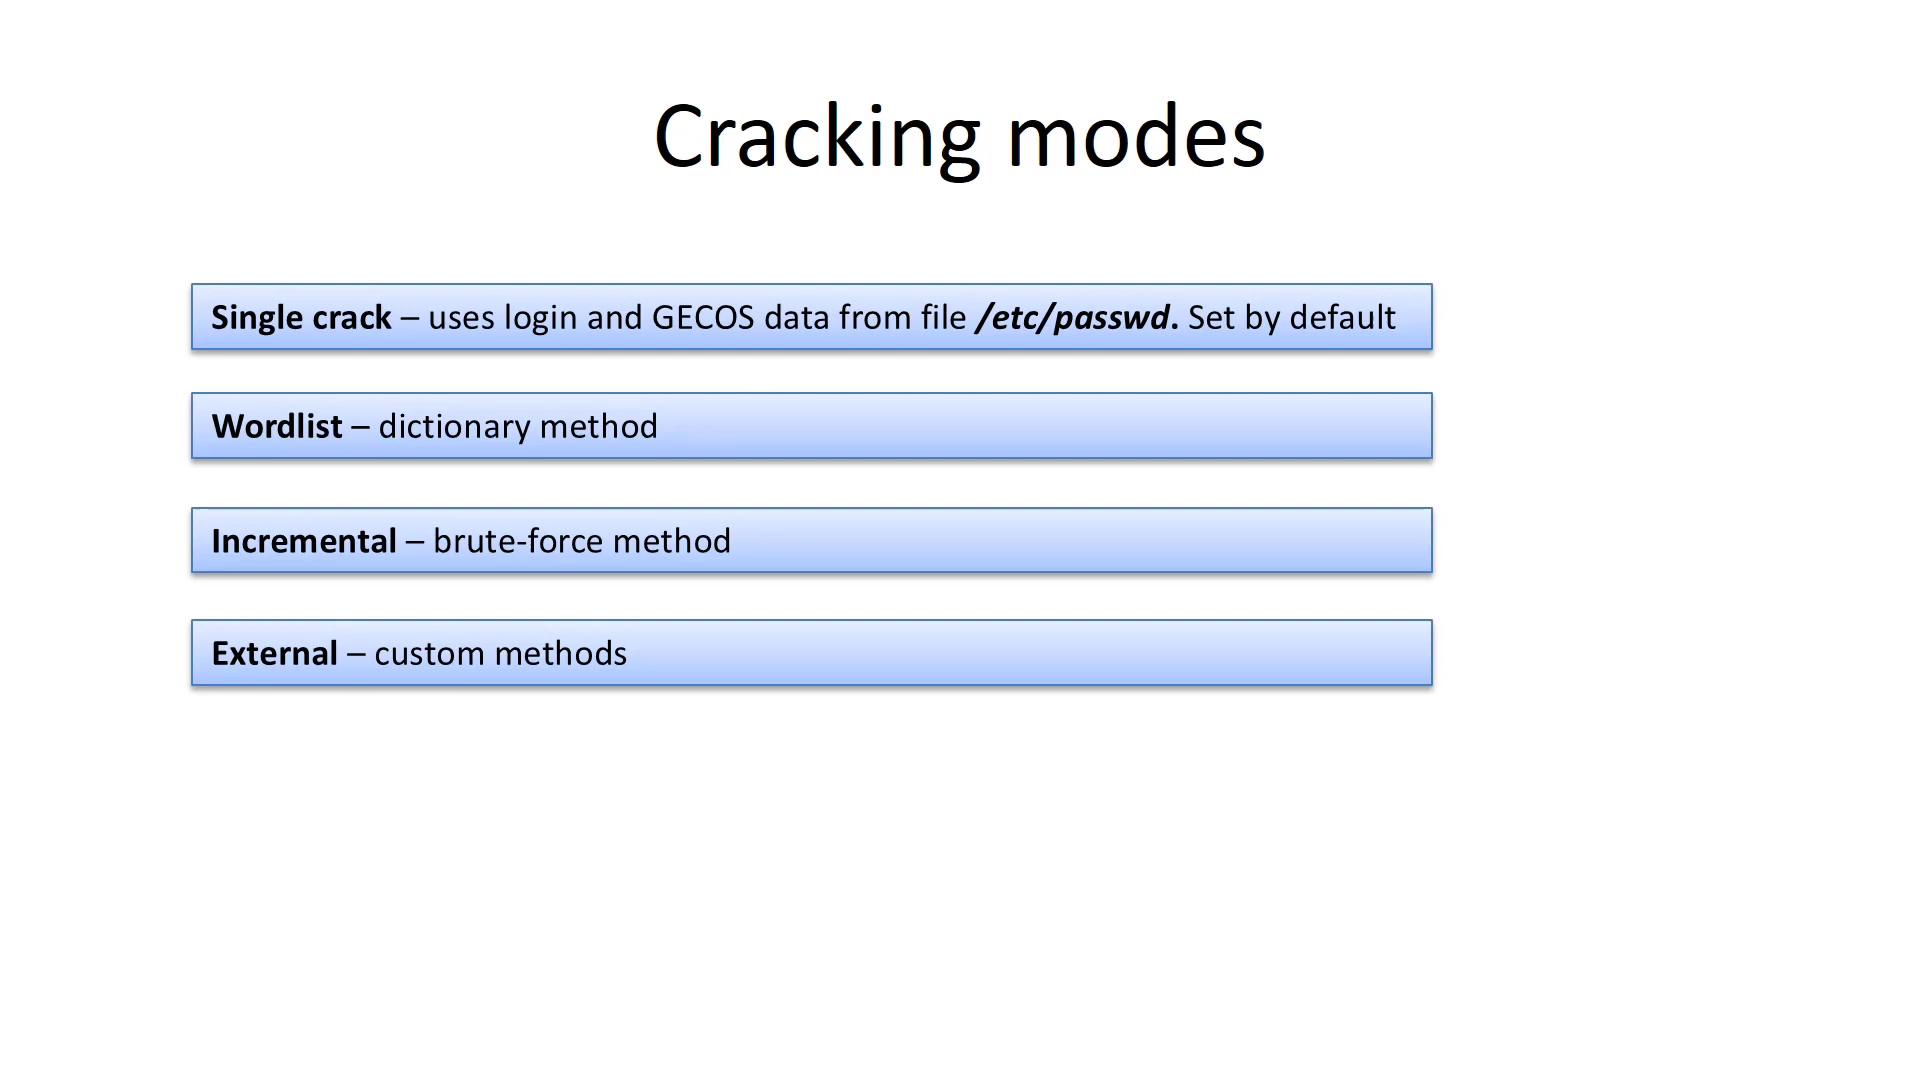 Cracking modes
Single crack – uses login and GECOS data from file /etc/passwd. Set by default
Wordlist – dictionary method
Incremental – brute-force method
External – custom methods